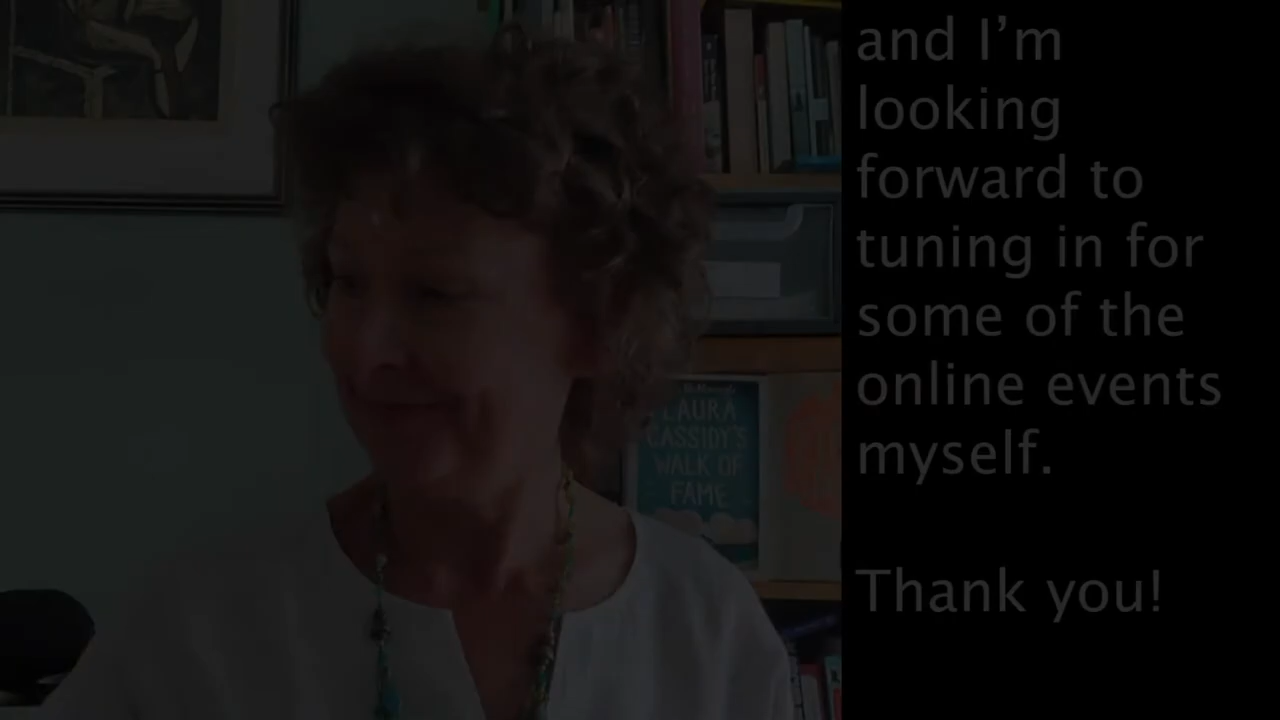 and I’m
looking
forward to
tuning in for
some of the
online events
myself.
Thank you!
LAURA
CASSIDY'S
WALK OF
FAME